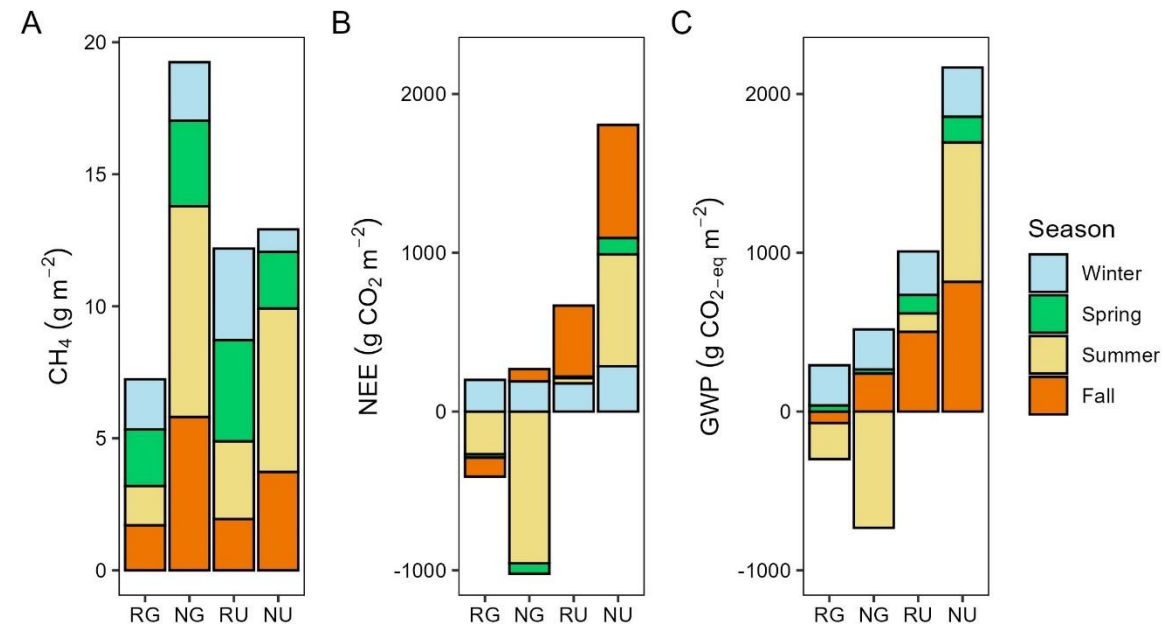 A
CH₄ (g m⁻²)
20
15
10
5
0
RG NG RU NU
B
NEE (g CO₂ m⁻²)
2000
1000
0
-1000
RG NG RU NU
C
GWP (g CO₂₋eq m⁻²)
2000
1000
0
-1000
RG NG RU NU
Season
Winter
Spring
Summer
Fall